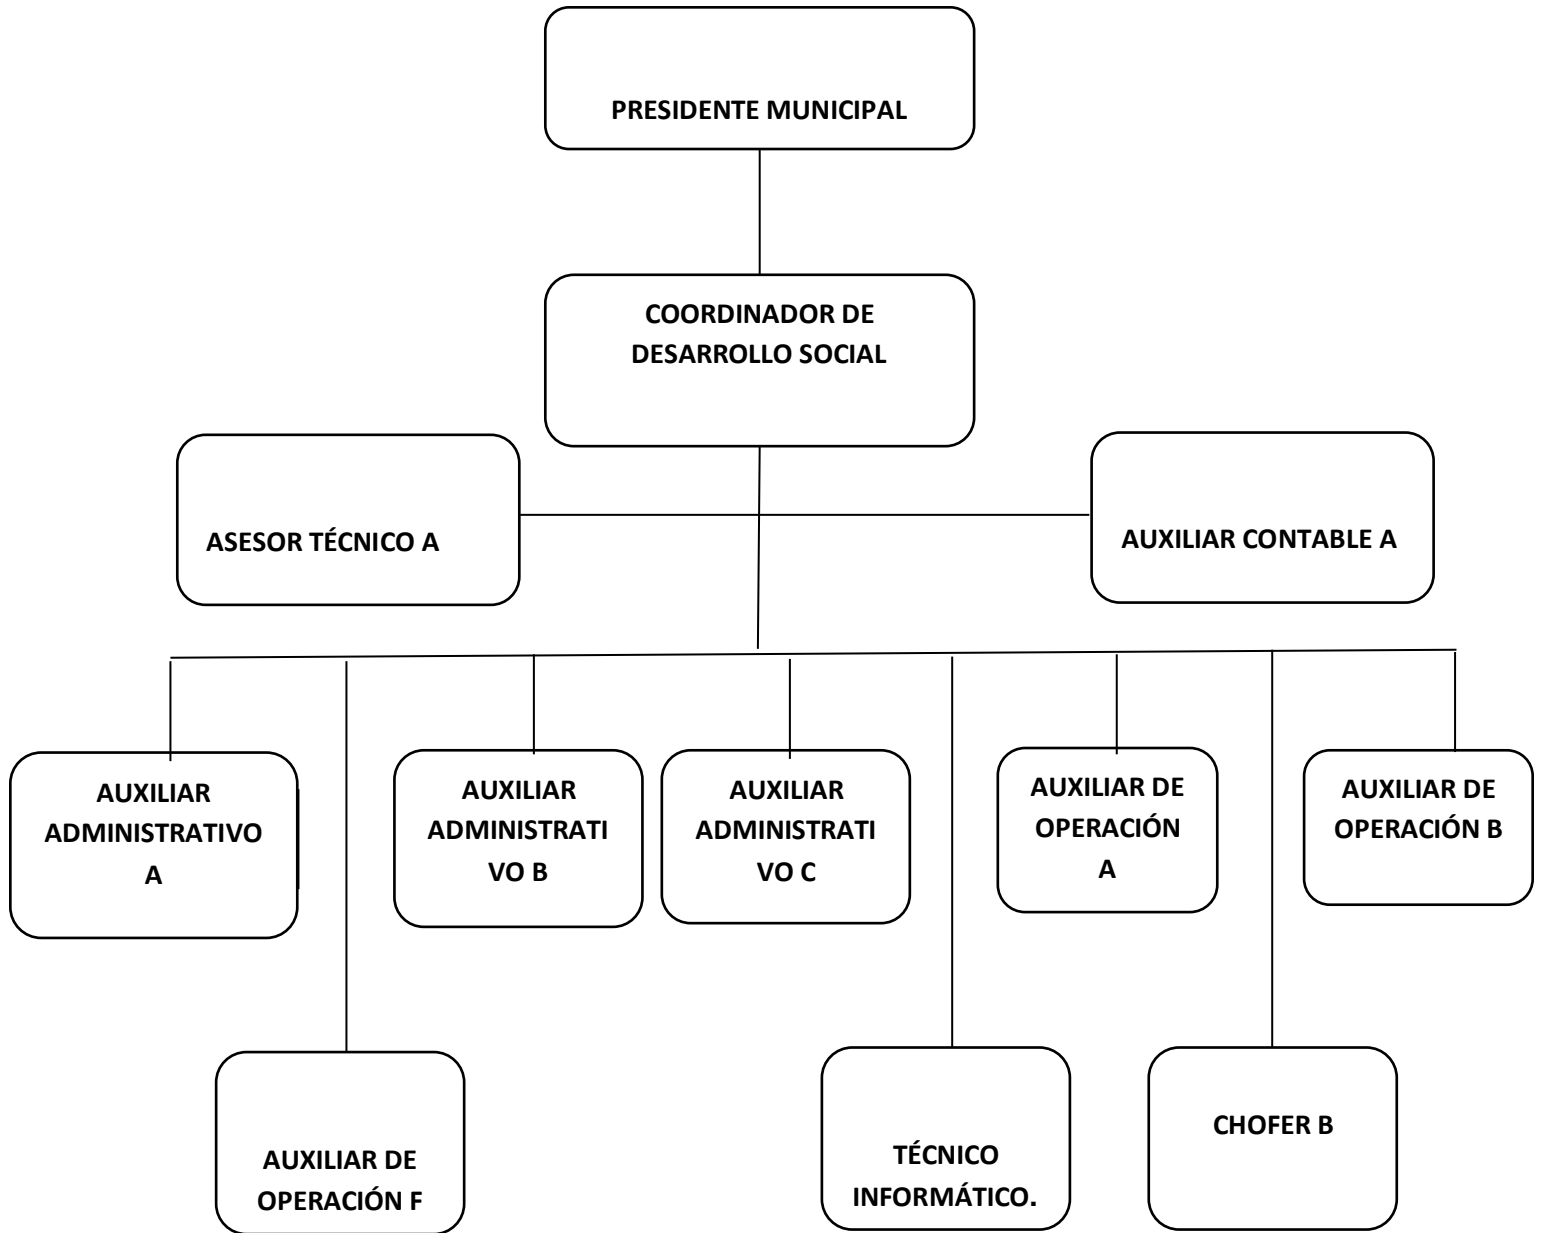 PRESIDENTE MUNICIPAL
COORDINADOR DE
DESARROLLO SOCIAL
ASESOR TÉCNICO A
AUXILIAR CONTABLE A
AUXILIAR
ADMINISTRATIVO
A
AUXILIAR
ADMINISTRATI
VO B
AUXILIAR
ADMINISTRATI
VO C
AUXILIAR DE
OPERACIÓN
A
AUXILIAR DE
OPERACIÓN B
AUXILIAR DE
OPERACIÓN F
TÉCNICO
INFORMÁTICO.
CHOFER B